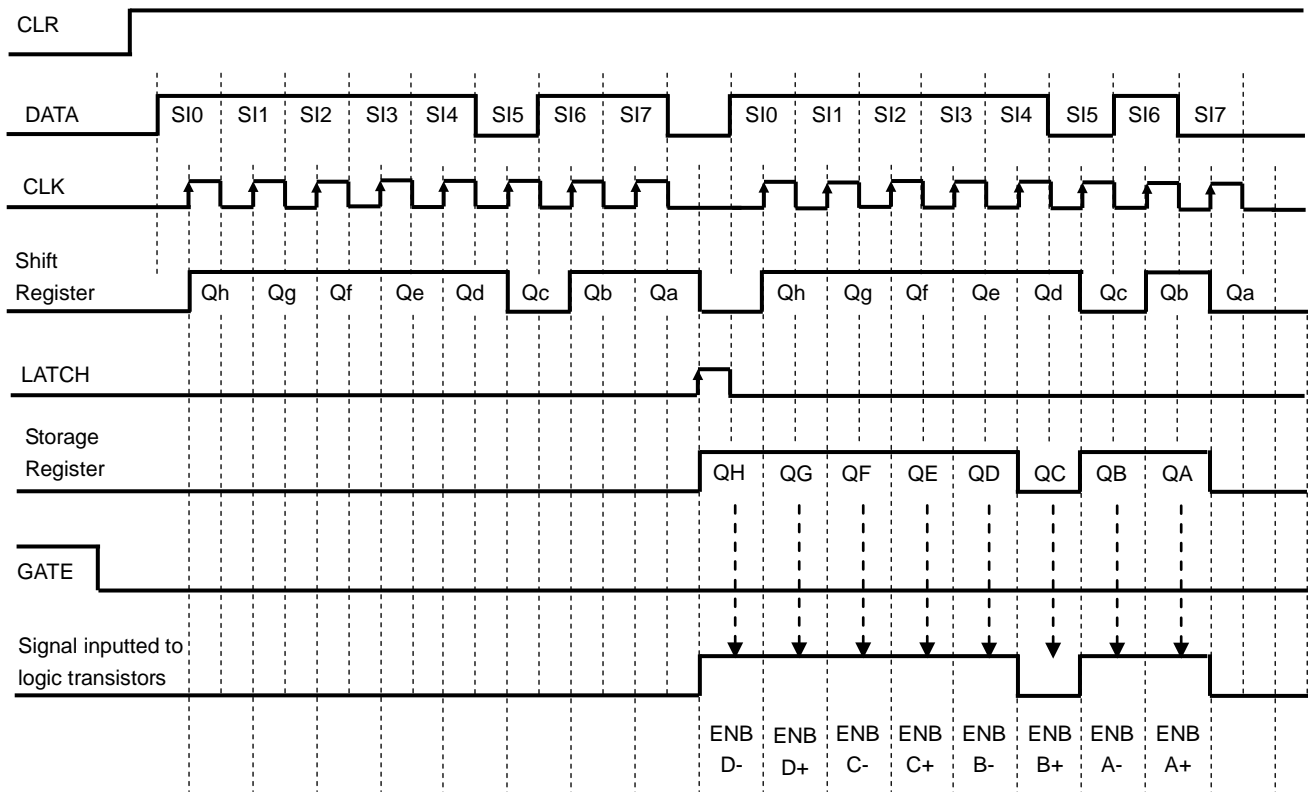 CLR
DATA
SI0 SI1 SI2 SI3 SI4 SI5 SI6 SI7 SI0 SI1 SI2 SI3 SI4 SI5 SI6 SI7
CLK
Shift
Register
Qh Qg Qf Qe Qd Qc Qb Qa Qh Qg Qf Qe Qd Qc Qb Qa
LATCH
Storage
Register
QH QG QF QE QD QC QB QA
GATE
Signal inputted to
logic transistors
ENB ENB ENB ENB ENB ENB ENB ENB
D- D+ C- C+ B- B+ A- A+